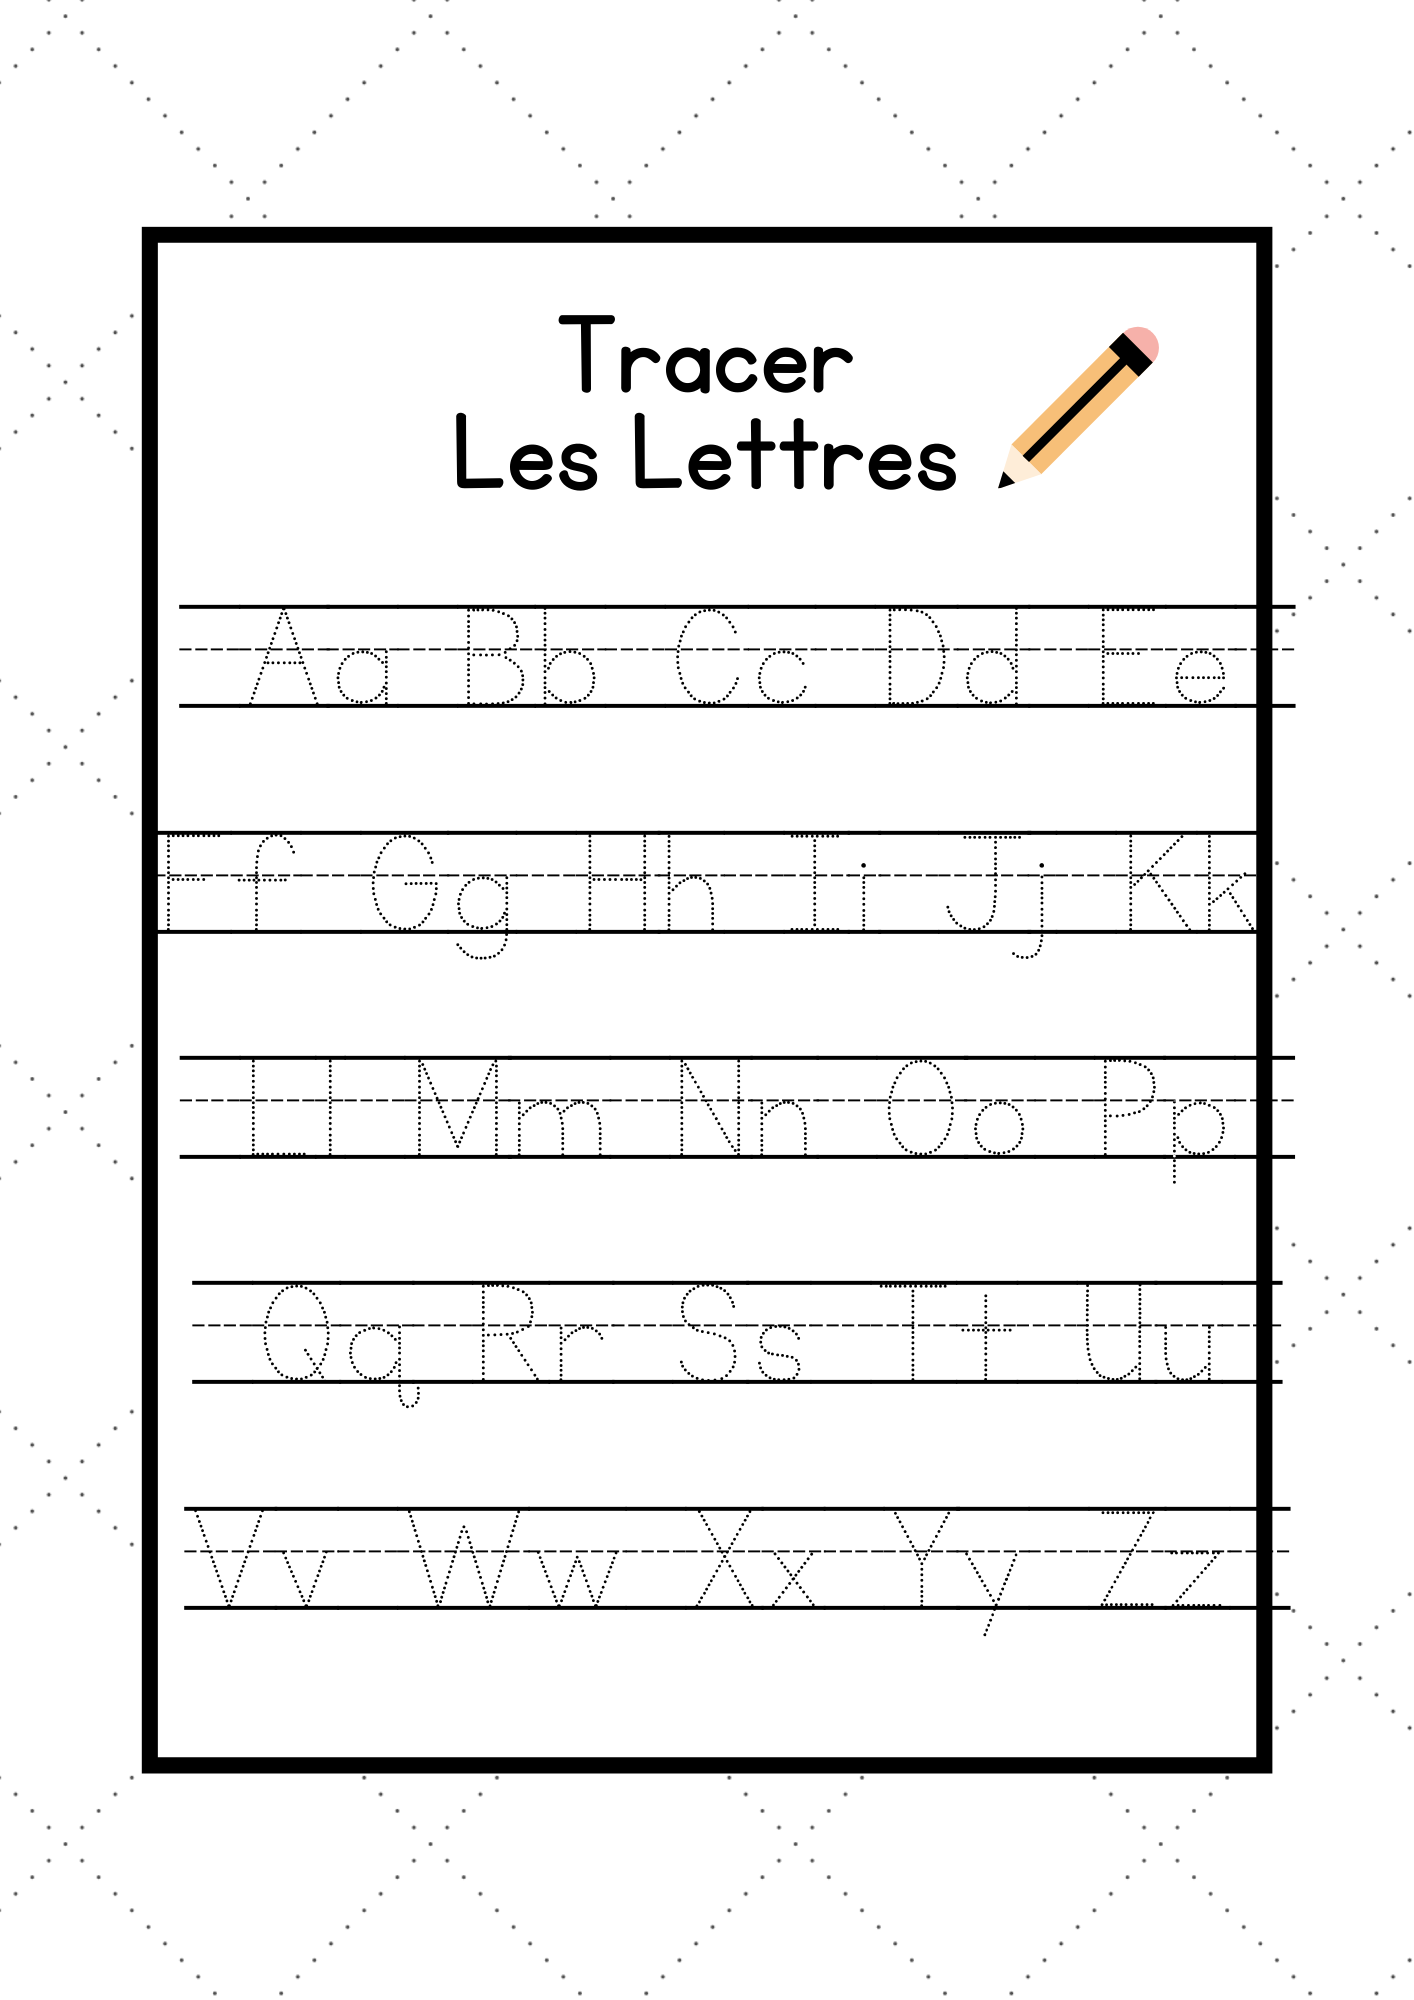 Tracer
Les Lettres
Aa Bb Cc Dd Ee
Ff Gg Hh Ii Jj Kk
Ll Mm Nn Oo Pp
Qq Rr Ss Tt Uu
Vv Ww Xx Yy Zz